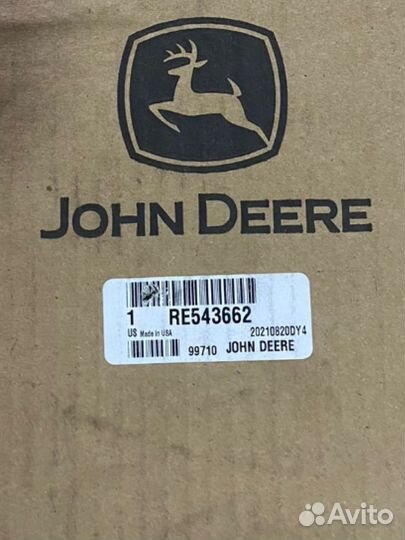 JOHN DEERE
1 RE543662
US Made in USA 20210820DY4
99710 JOHN DEERE
Avito